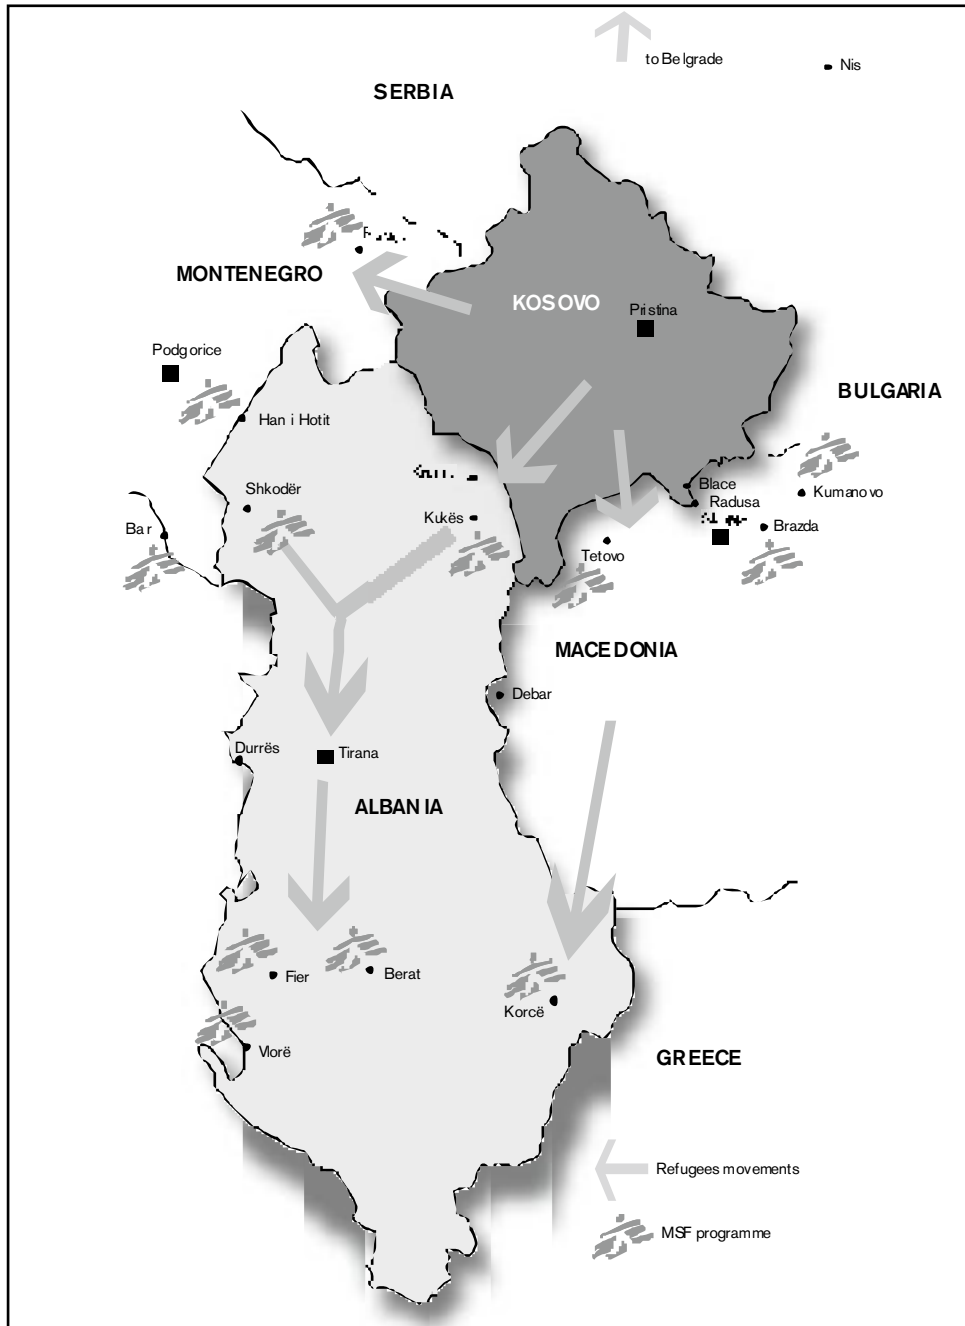 to Belgrade
Nis
SERBIA
MONTENEGRO
KOSOVO
Pristina
Podgorice
BULGARIA
Han i Hotit
Shkodër
Blace
Kumanovo
Radusa
Bar
Kukës
Brazda
Tetovo
MACEDONIA
Debar
Durrës
Tirana
ALBANIA
Fier
Berat
Korcë
Vlorë
GREECE
Refugees movements
MSF programme